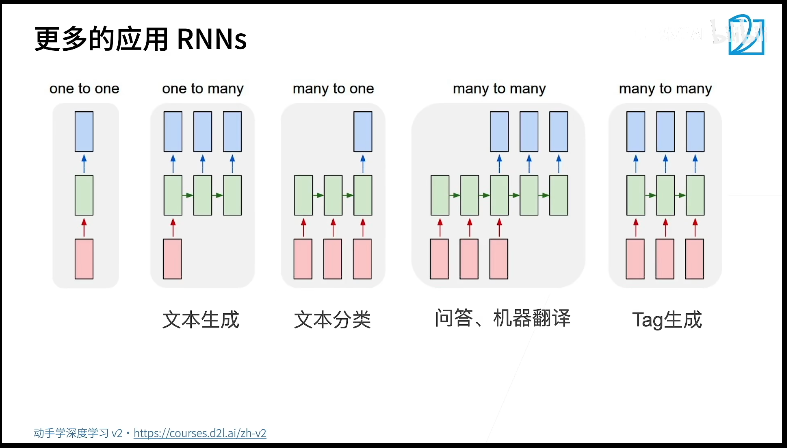 更多的应用 RNNs
one to one
one to many
many to one
many to many
many to many
文本生成
文本分类
问答、机器翻译
Tag生成
动手学深度学习 v2 • https://courses.d2l.ai/zh-v2